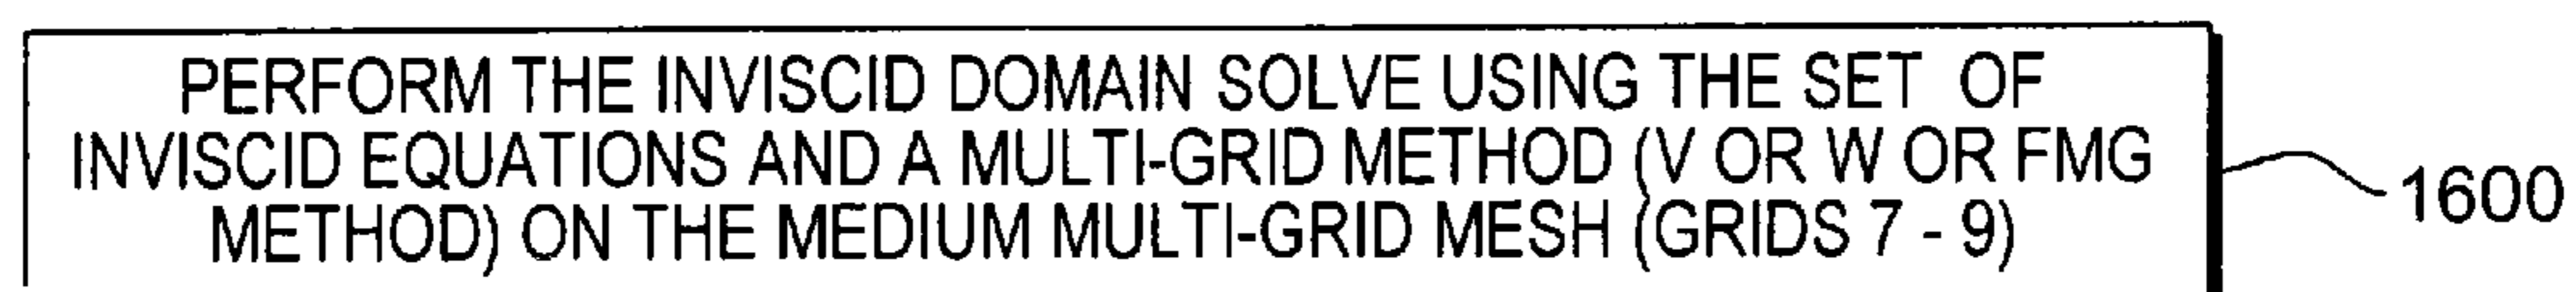 PERFORM THE INVISCID DOMAIN SOLVE USING THE SET OF
INVISCID EQUATIONS AND A MULTI-GRID METHOD (V OR W OR FMG
METHOD) ON THE MEDIUM MULTI-GRID MESH (GRIDS 7 - 9)
1600